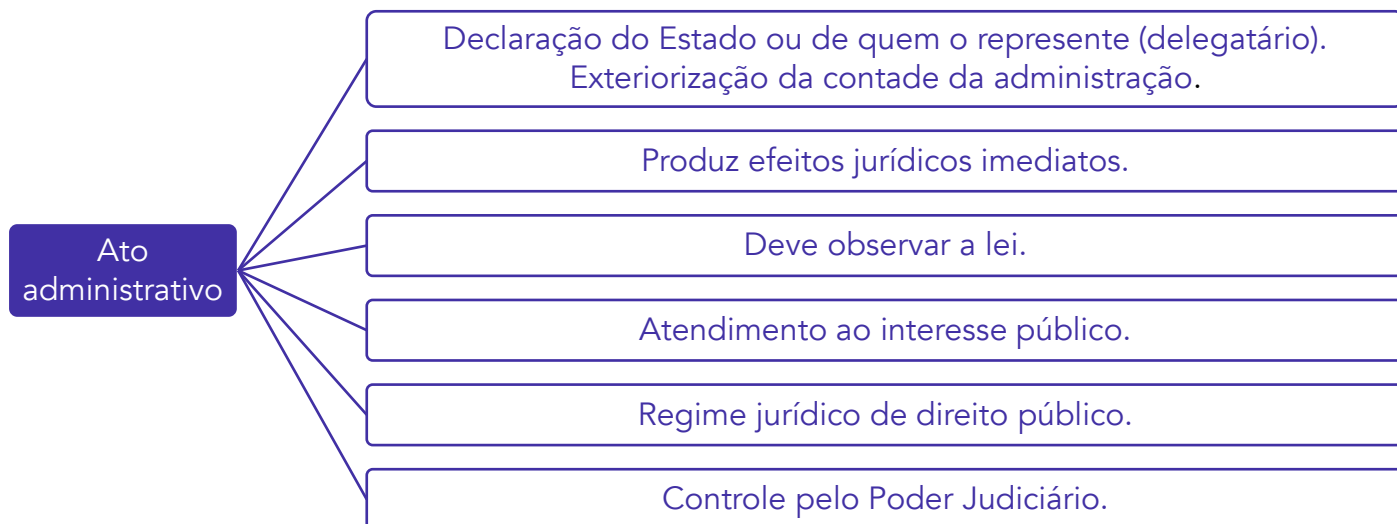 Declaração do Estado ou de quem o represente (delegatário).
Exteriorização da contade da administração.
Produz efeitos jurídicos imediatos.
Deve observar a lei.
Ato
administrativo
Atendimento ao interesse público.
Regime jurídico de direito público.
Controle pelo Poder Judiciário.